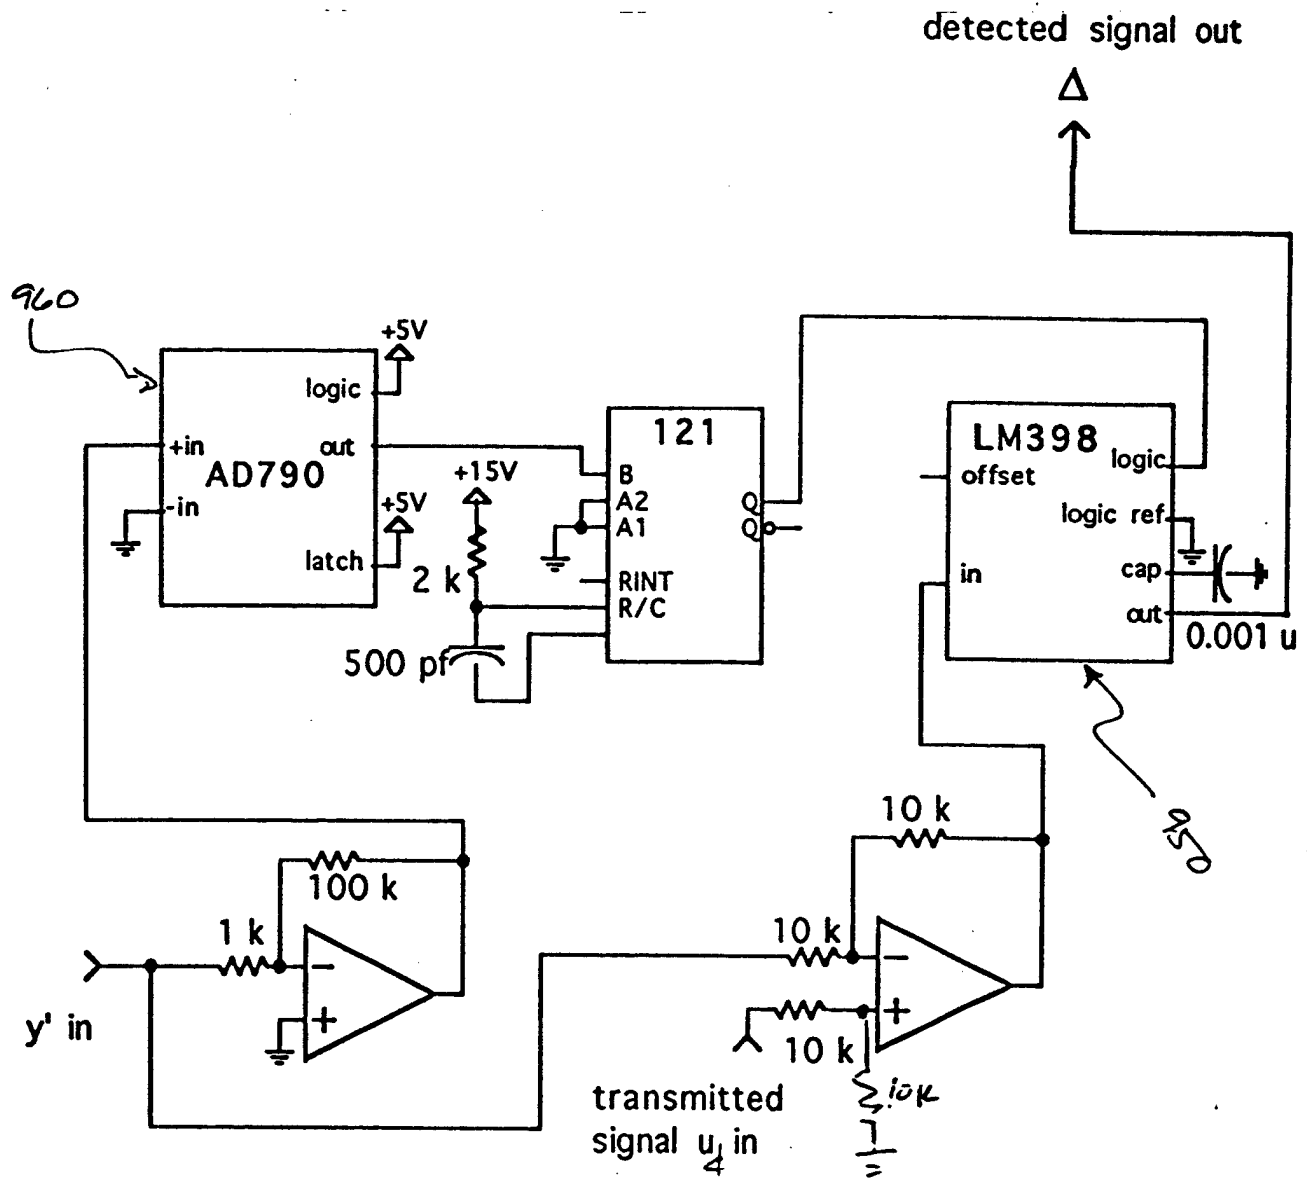 detected signal out
Δ
960
+5V
logic
+in
out
AD790
-in
+5V
latch
+15V
2 k
500 pf
121
B
A2
A1
RINT
R/C
Q
Q
LM398
logic
offset
logic ref
in
cap
out
0.001 u
950
10 k
100 k
1 k
−
+
y' in
10 k
−
+
10 k
10K
transmitted
signal u4 in